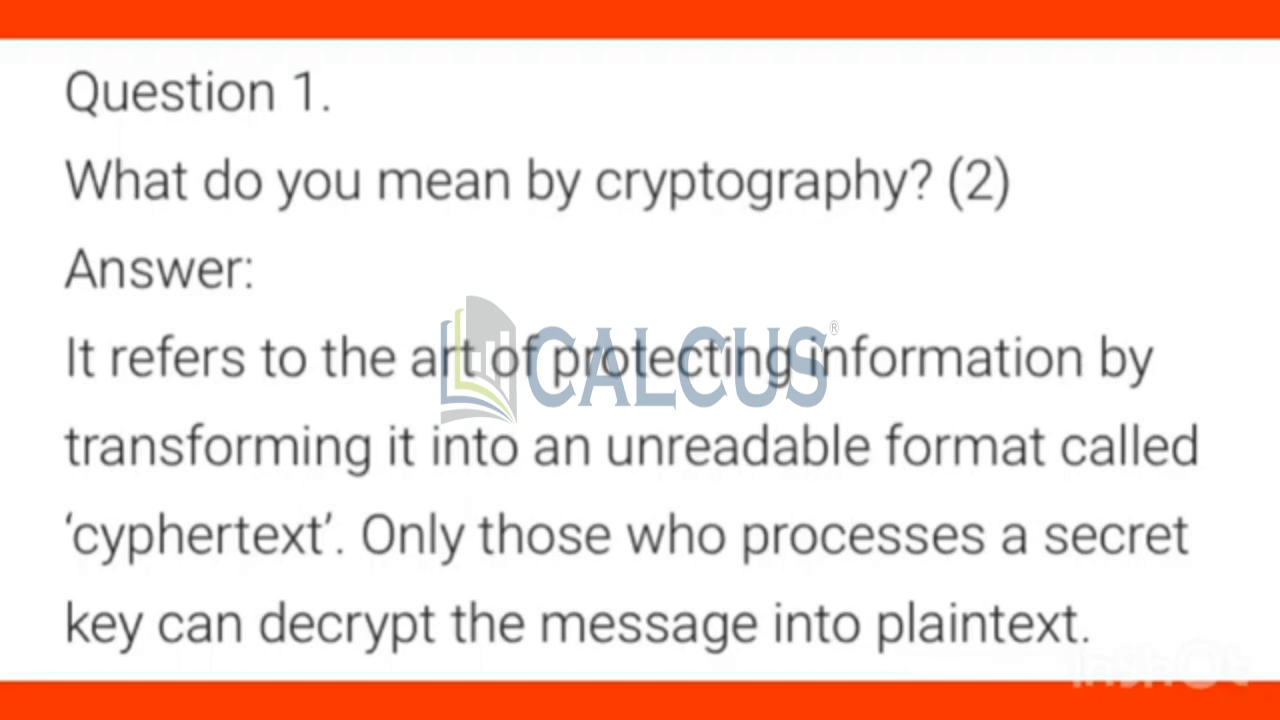 Question 1.
What do you mean by cryptography? (2)
Answer:
It refers to the art of protecting information by
CALCUS®
transforming it into an unreadable format called
‘cyphertext’. Only those who processes a secret
key can decrypt the message into plaintext.
InShOt